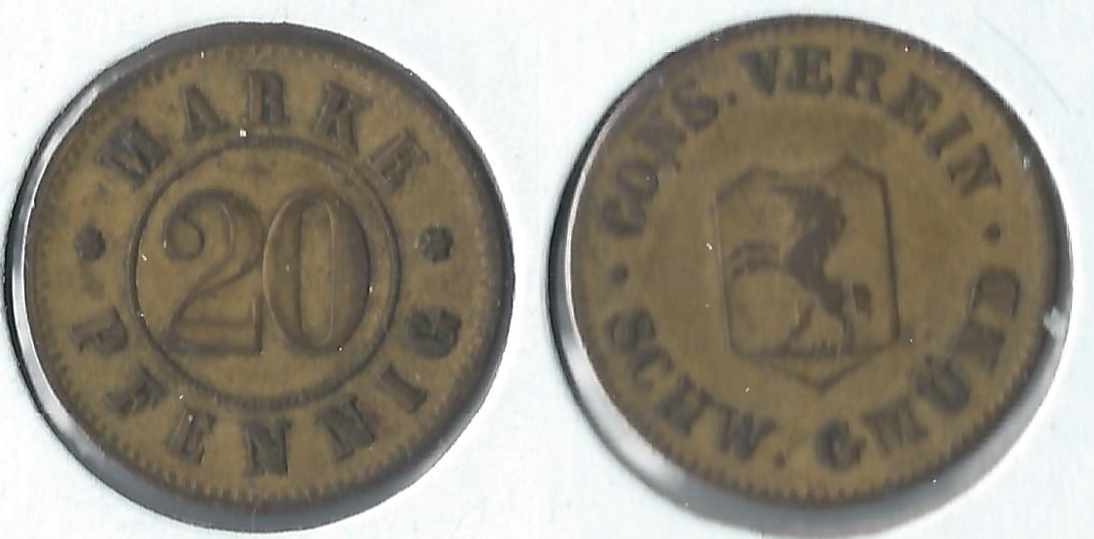 MARKE
20
PFENNIG
CONS. VEREIN
SCHW. GMÜND